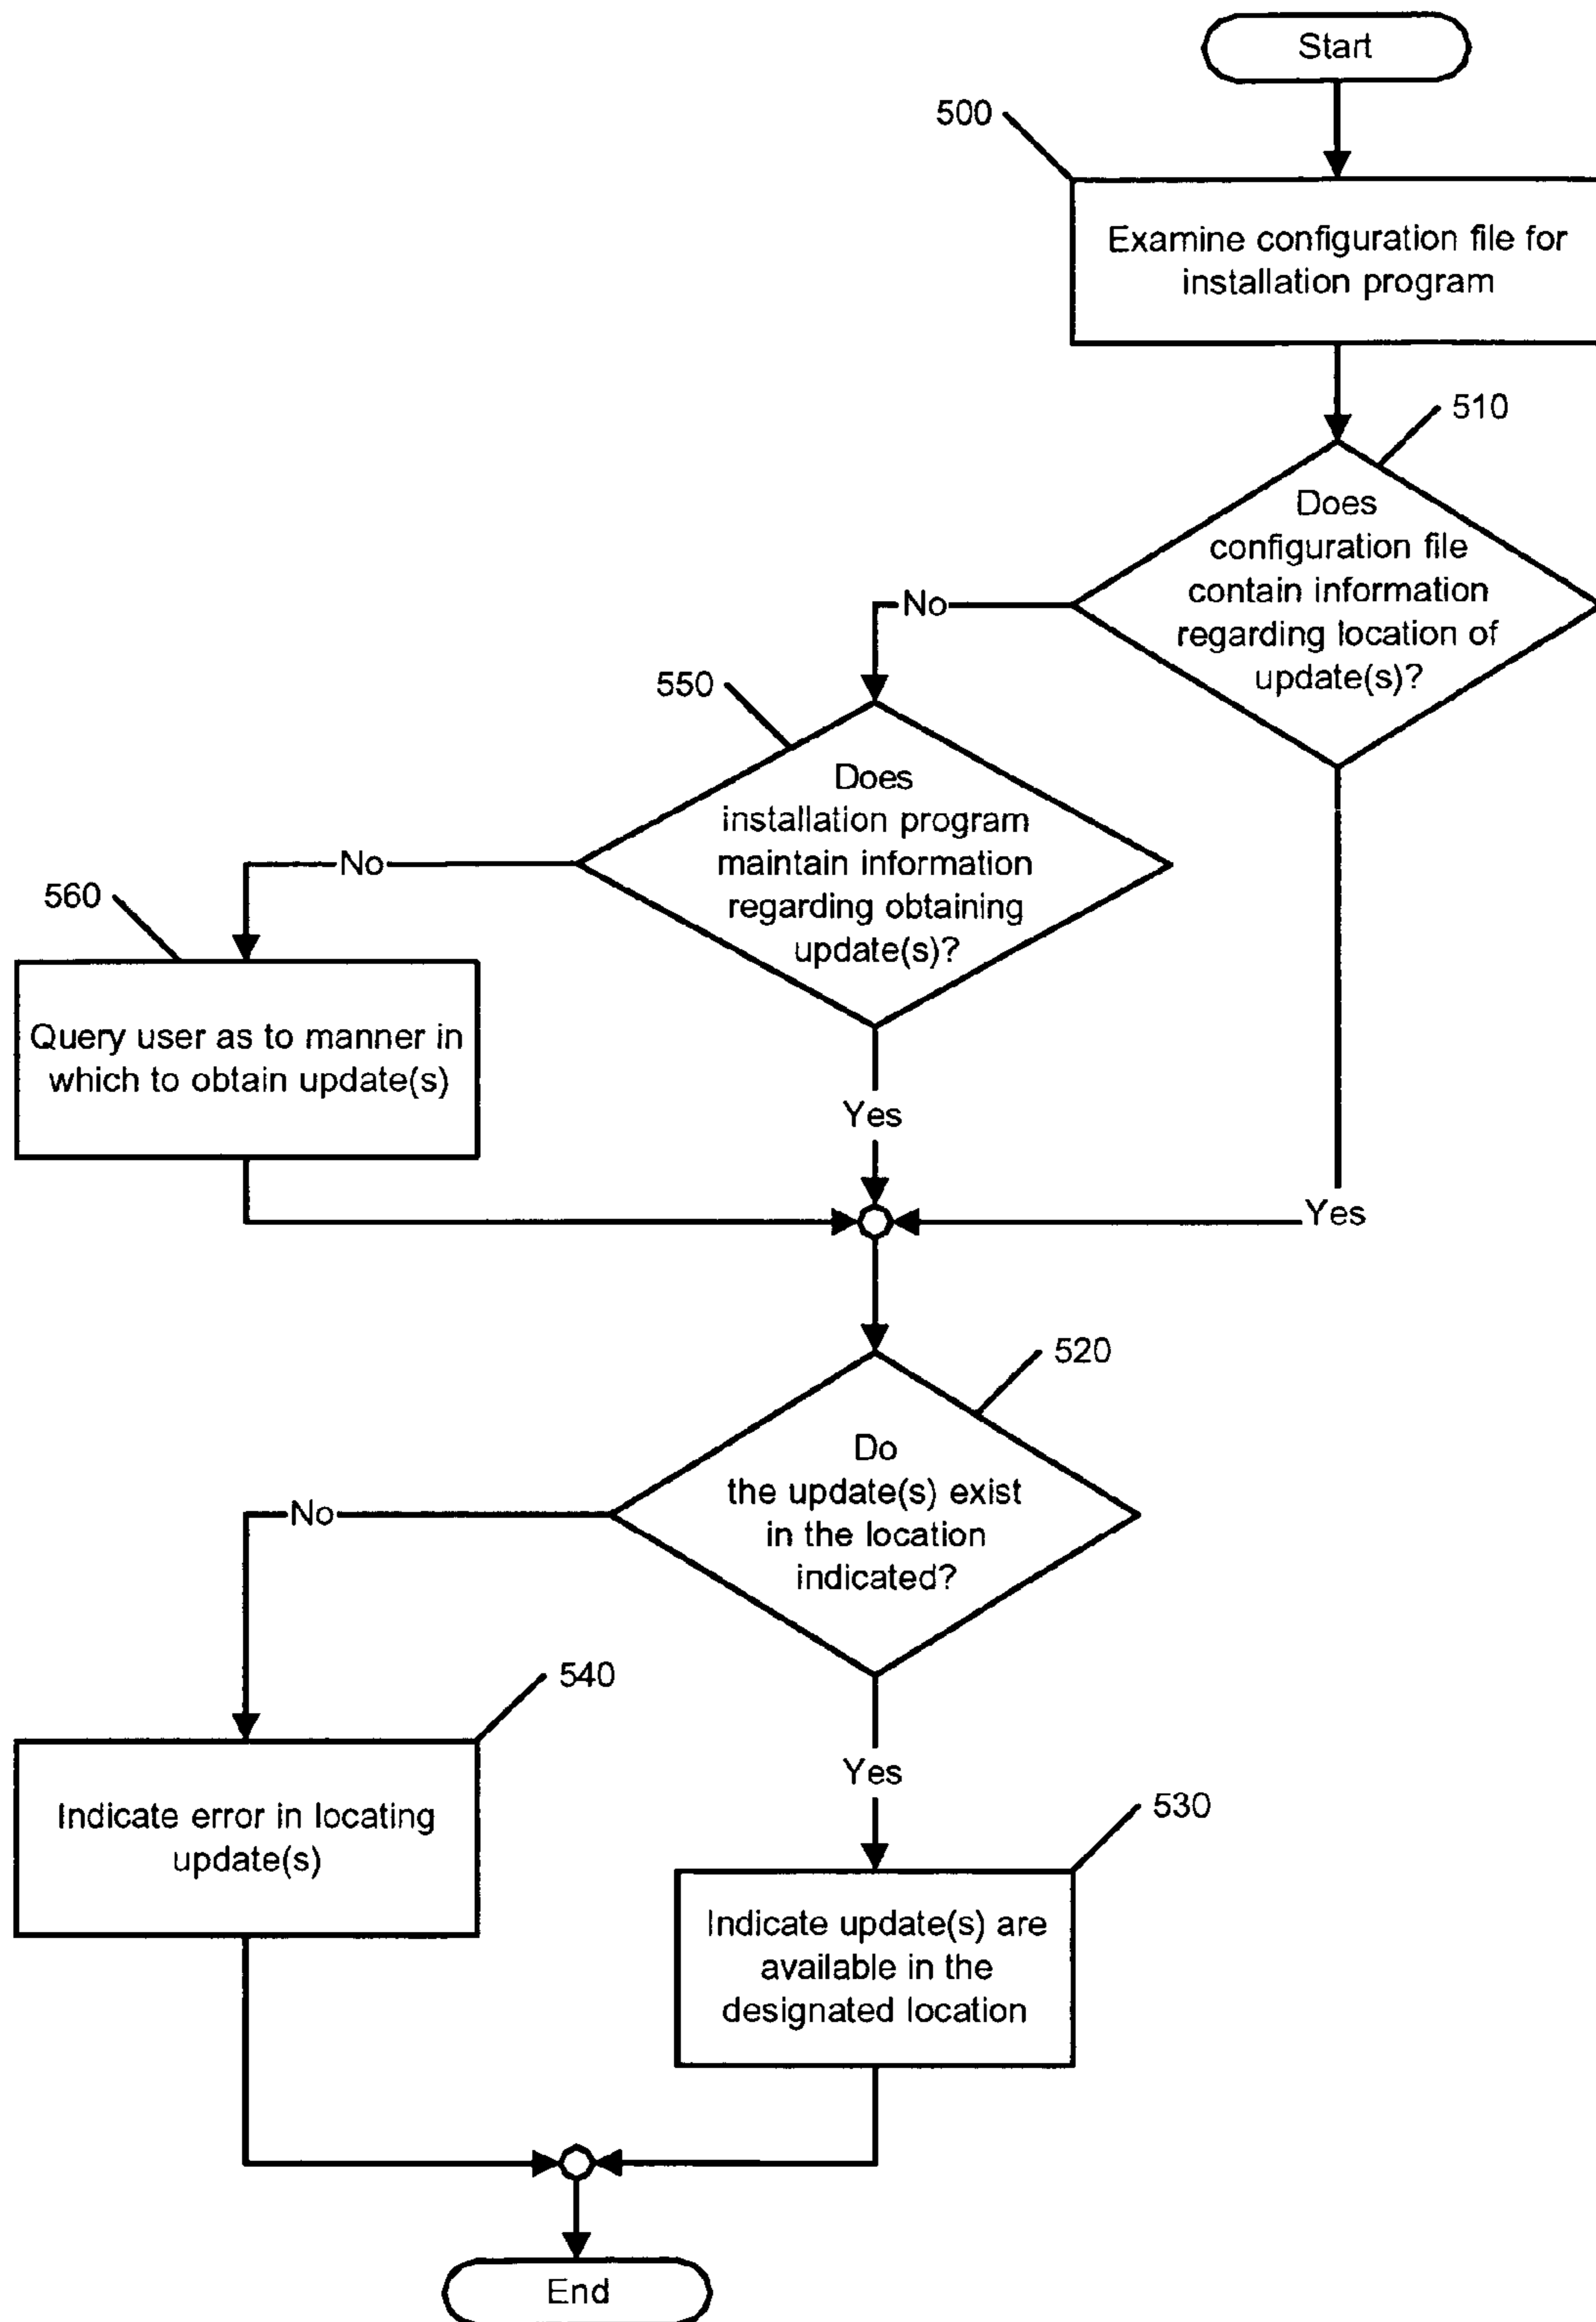 Start
500
Examine configuration file for
installation program
510
Does
configuration file
contain information
regarding location of
update(s)?
No
550
Does
installation program
maintain information
regarding obtaining
update(s)?
No
560
Query user as to manner in
which to obtain update(s)
Yes
Yes
520
Do
the update(s) exist
in the location
indicated?
No
540
Indicate error in locating
update(s)
Yes
530
Indicate update(s) are
available in the
designated location
End